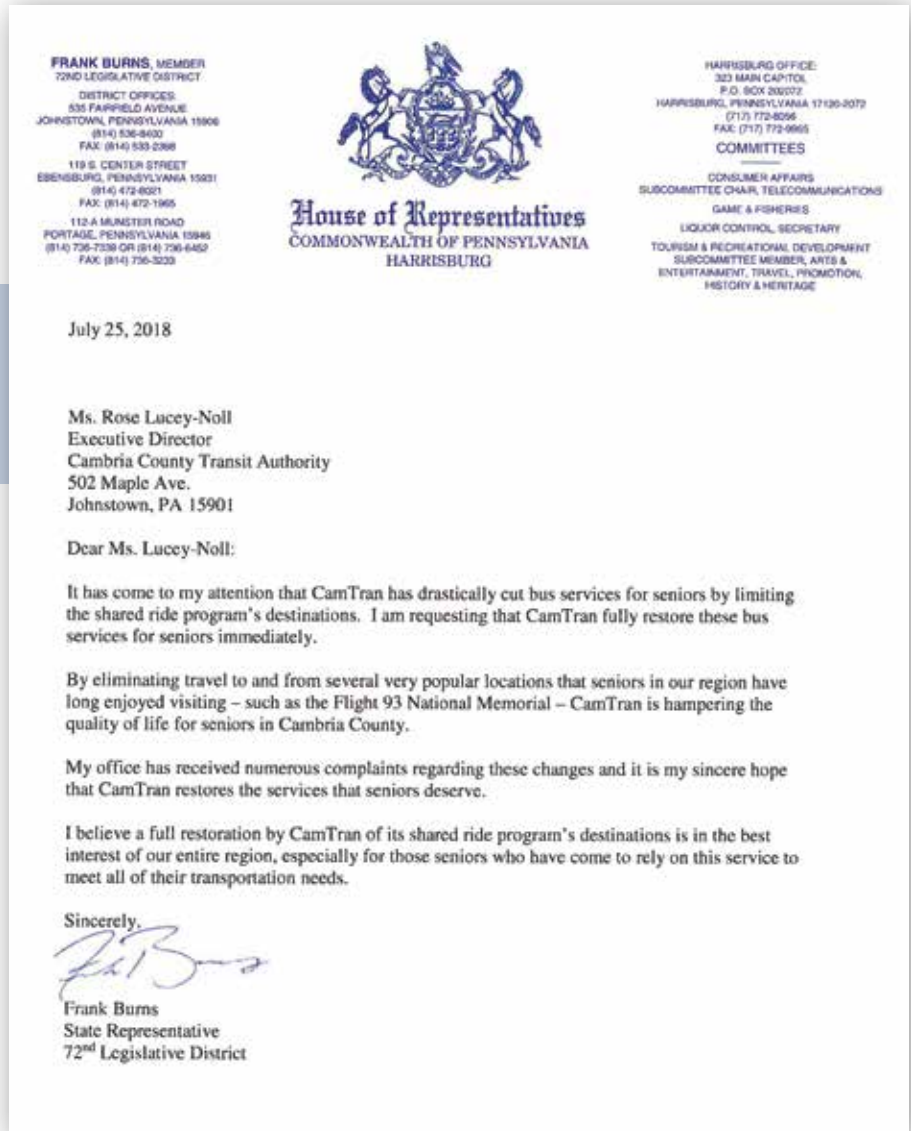 FRANK BURNS, MEMBER
72ND LEGISLATIVE DISTRICT
DISTRICT OFFICES:
535 FAIRFIELD AVENUE
JOHNSTOWN, PENNSYLVANIA 15906
(814) 536-8400
FAX: (814) 533-2368
119 S. CENTER STREET
EBENSBURG, PENNSYLVANIA 15931
(814) 472-8021
FAX: (814) 472-1965
112-A MUNSTER ROAD
PORTAGE, PENNSYLVANIA 15946
(814) 736-7339 OR (814) 736-6452
FAX: (814) 736-3233
House of Representatives
COMMONWEALTH OF PENNSYLVANIA
HARRISBURG
HARRISBURG OFFICE:
323 MAIN CAPITOL
P.O. BOX 202072
HARRISBURG, PENNSYLVANIA 17120-2072
(717) 772-8056
FAX: (717) 772-9965
COMMITTEES
CONSUMER AFFAIRS
SUBCOMMITTEE CHAIR, TELECOMMUNICATIONS
GAME & FISHERIES
LIQUOR CONTROL, SECRETARY
TOURISM & RECREATIONAL DEVELOPMENT
SUBCOMMITTEE MEMBER, ARTS &
ENTERTAINMENT, TRAVEL, PROMOTION,
HISTORY & HERITAGE
July 25, 2018
Ms. Rose Lucey-Noll
Executive Director
Cambria County Transit Authority
502 Maple Ave.
Johnstown, PA 15901
Dear Ms. Lucey-Noll:
It has come to my attention that CamTran has drastically cut bus services for seniors by limiting
the shared ride program's destinations. I am requesting that CamTran fully restore these bus
services for seniors immediately.
By eliminating travel to and from several very popular locations that seniors in our region have
long enjoyed visiting – such as the Flight 93 National Memorial – CamTran is hampering the
quality of life for seniors in Cambria County.
My office has received numerous complaints regarding these changes and it is my sincere hope
that CamTran restores the services that seniors deserve.
I believe a full restoration by CamTran of its shared ride program's destinations is in the best
interest of our entire region, especially for those seniors who have come to rely on this service to
meet all of their transportation needs.
Sincerely,
Frank Burns
State Representative
72nd Legislative District